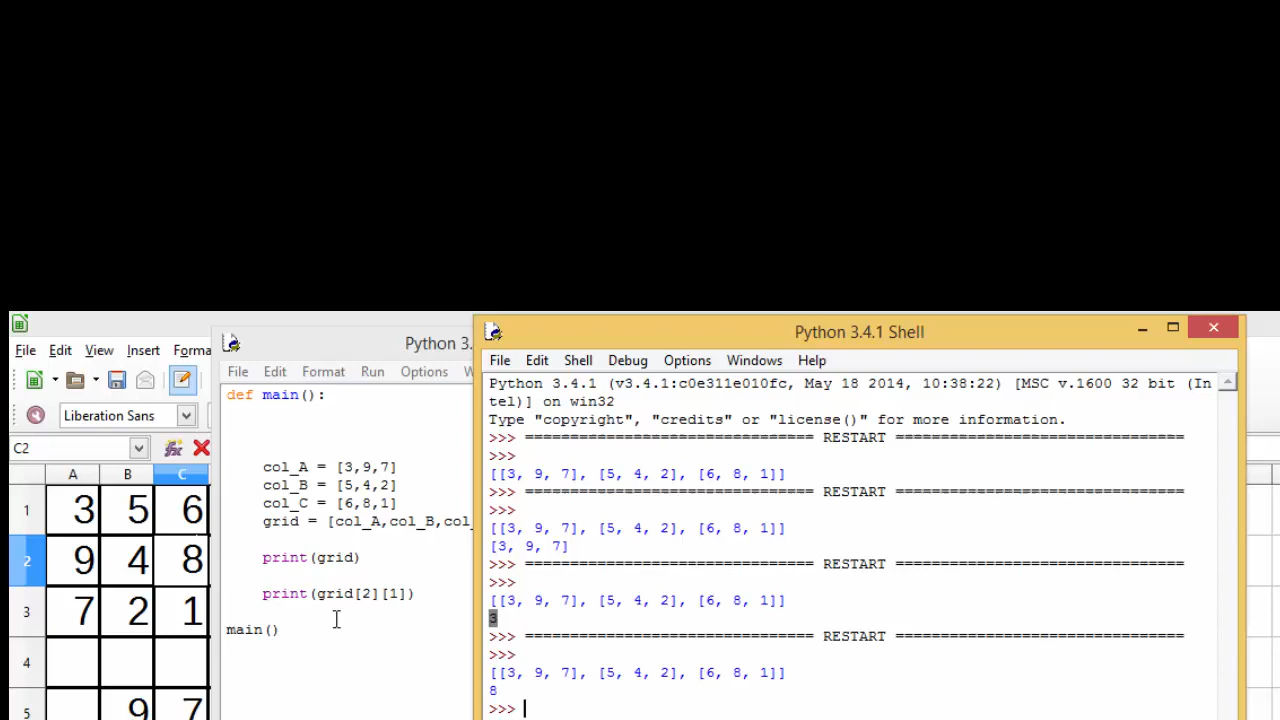 File Edit View Insert Forma
Liberation Sans
C2
A B C
1 3 5 6
2 9 4 8
3 7 2 1
4
5 9 7
Python 3.
File Edit Format Run Options W
def main():
col_A = [3,9,7]
col_B = [5,4,2]
col_C = [6,8,1]
grid = [col_A,col_B,col_
print(grid)
print(grid[2][1])
main()
Python 3.4.1 Shell
File Edit Shell Debug Options Windows Help
Python 3.4.1 (v3.4.1:c0e311e010fc, May 18 2014, 10:38:22) [MSC v.1600 32 bit (In
tel)] on win32
Type "copyright", "credits" or "license()" for more information.
>>> ================================ RESTART ================================
>>>
[[3, 9, 7], [5, 4, 2], [6, 8, 1]]
>>> ================================ RESTART ================================
>>>
[[3, 9, 7], [5, 4, 2], [6, 8, 1]]
[3, 9, 7]
>>> ================================ RESTART ================================
>>>
[[3, 9, 7], [5, 4, 2], [6, 8, 1]]
3
>>> ================================ RESTART ================================
>>>
[[3, 9, 7], [5, 4, 2], [6, 8, 1]]
8
>>>